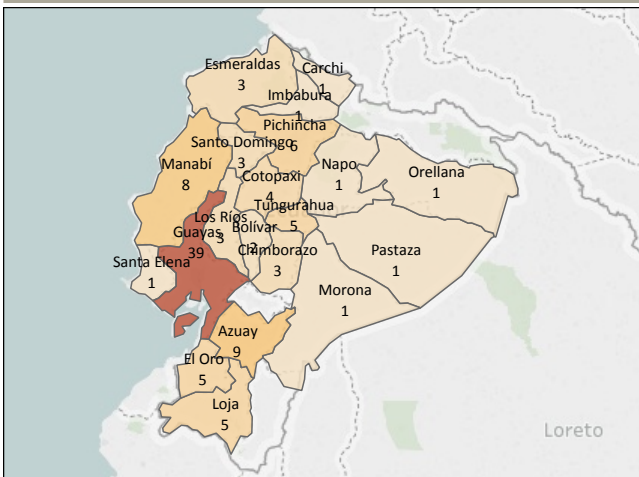 Esmeraldas
3
Carchi
1
Imbabura
1
Pichincha
6
Santo Domingo
3
Manabí
8
Cotopaxi
4
Napo
1
Orellana
1
Tungurahua
5
Los Ríos
3
Bolívar
2
Guayas
39
Chimborazo
3
Pastaza
1
Santa Elena
1
Morona
1
Azuay
9
El Oro
5
Loja
5
Loreto